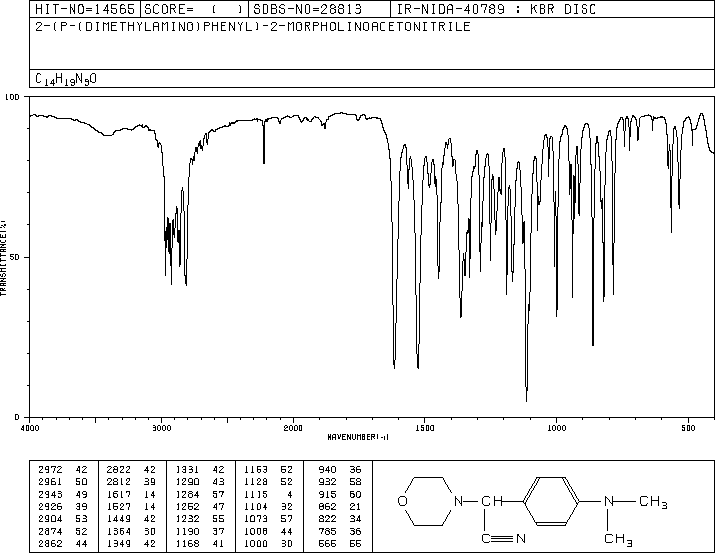 HIT-NO=14565 SCORE= ( ) SDBS-NO=28813 IR-NIDA-40789 : KBR DISC
2-(P-(DIMETHYLAMINO)PHENYL)-2-MORPHOLINOACETONITRILE
C14H19N3O
100
50
0
TRANSMITTANCE(%)
4000 3000 2000 1500 1000 500
WAVENUMBER(-1)
2972 42 2822 42 1331 42 1163 52 940 36
2961 50 2812 39 1290 43 1128 52 932 58
2943 49 1617 14 1284 57 1115 4 915 60
2926 39 1527 14 1252 47 1104 32 862 21
2904 53 1449 42 1232 55 1073 57 822 34
2874 52 1364 30 1190 37 1008 44 785 36
2862 44 1349 42 1168 41 1000 30 566 55
O N CH N CH3
C N CH3